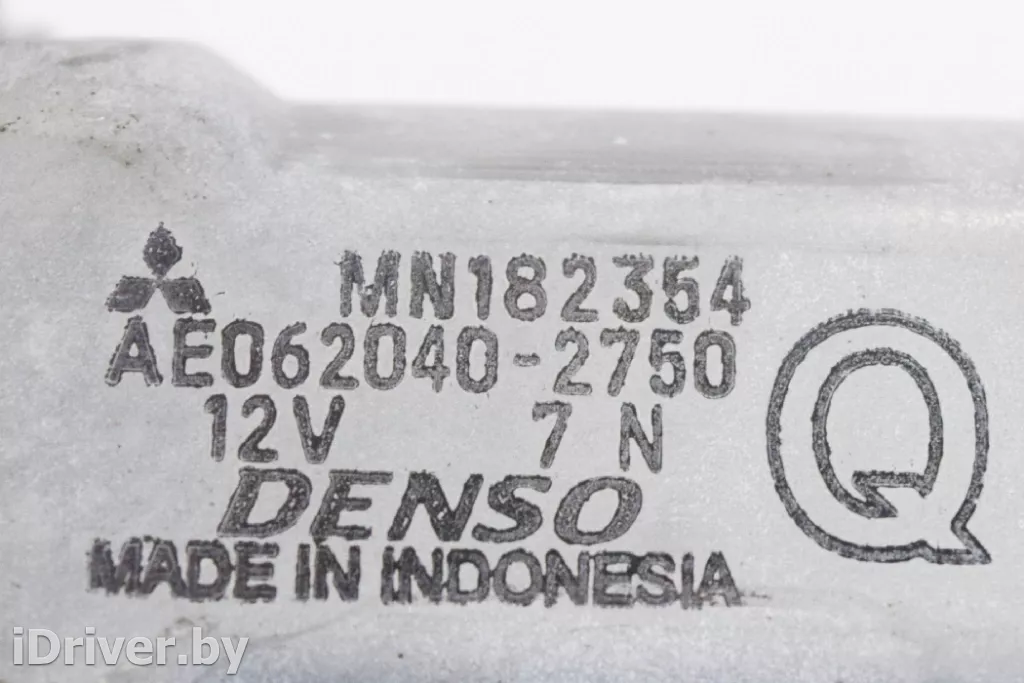 MN182354
AE062040-2750
12V 7 N
Q
DENSO
MADE IN INDONESIA
iDriver.by